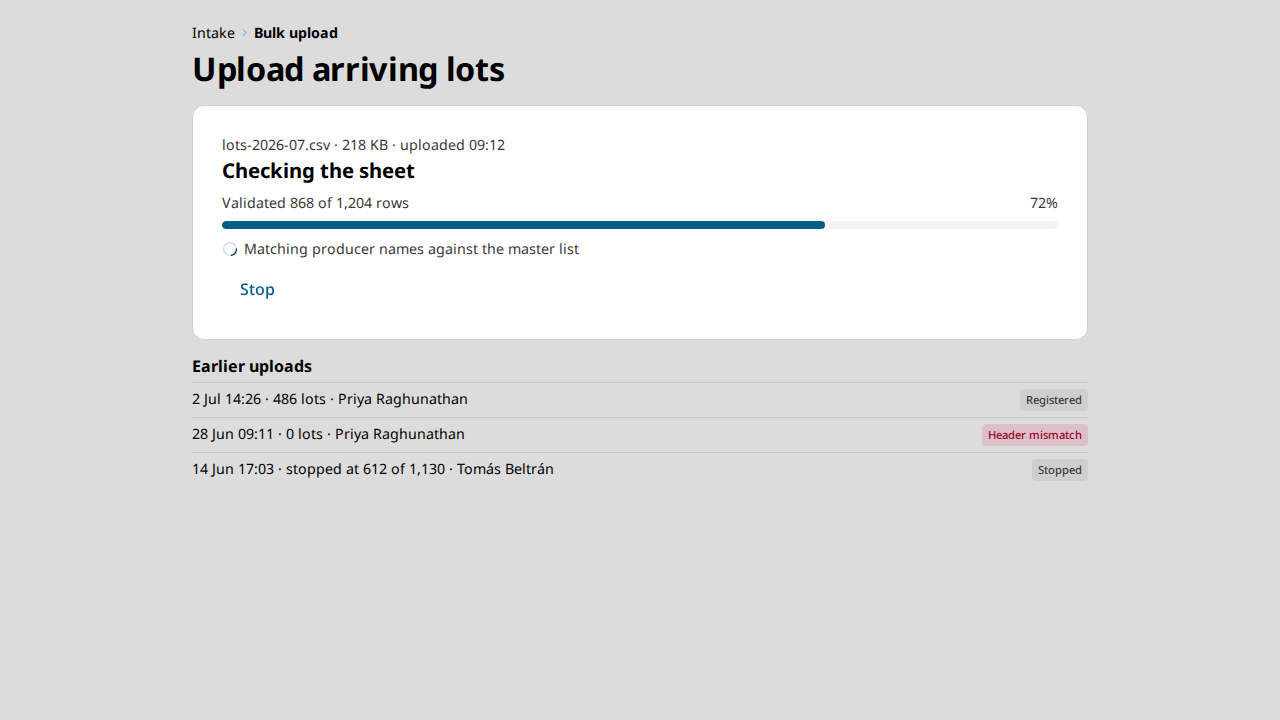 Intake > Bulk upload
Upload arriving lots
lots-2026-07.csv · 218 KB · uploaded 09:12
Checking the sheet
Validated 868 of 1,204 rows 72%
Matching producer names against the master list
Stop
Earlier uploads
2 Jul 14:26 · 486 lots · Priya Raghunathan Registered
28 Jun 09:11 · 0 lots · Priya Raghunathan Header mismatch
14 Jun 17:03 · stopped at 612 of 1,130 · Tomás Beltrán Stopped